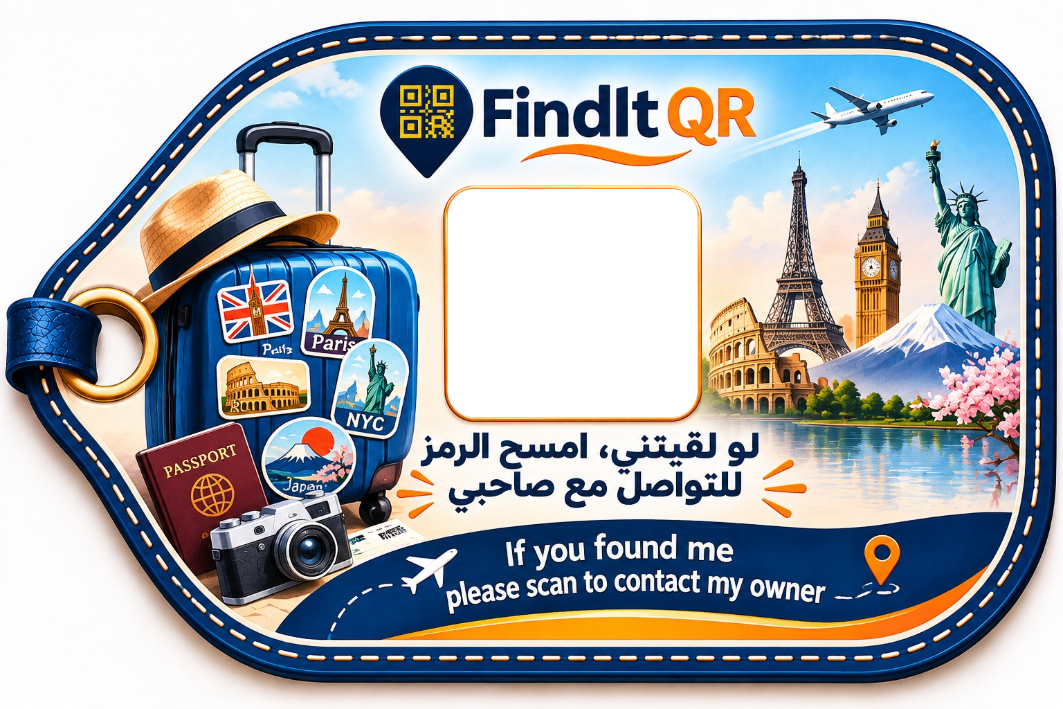 FindIt QR
Paris
NYC
Japan
PASSPORT
لو لقيتني، امسح الرمز
للتواصل مع صاحبي
If you found me
please scan to contact my owner